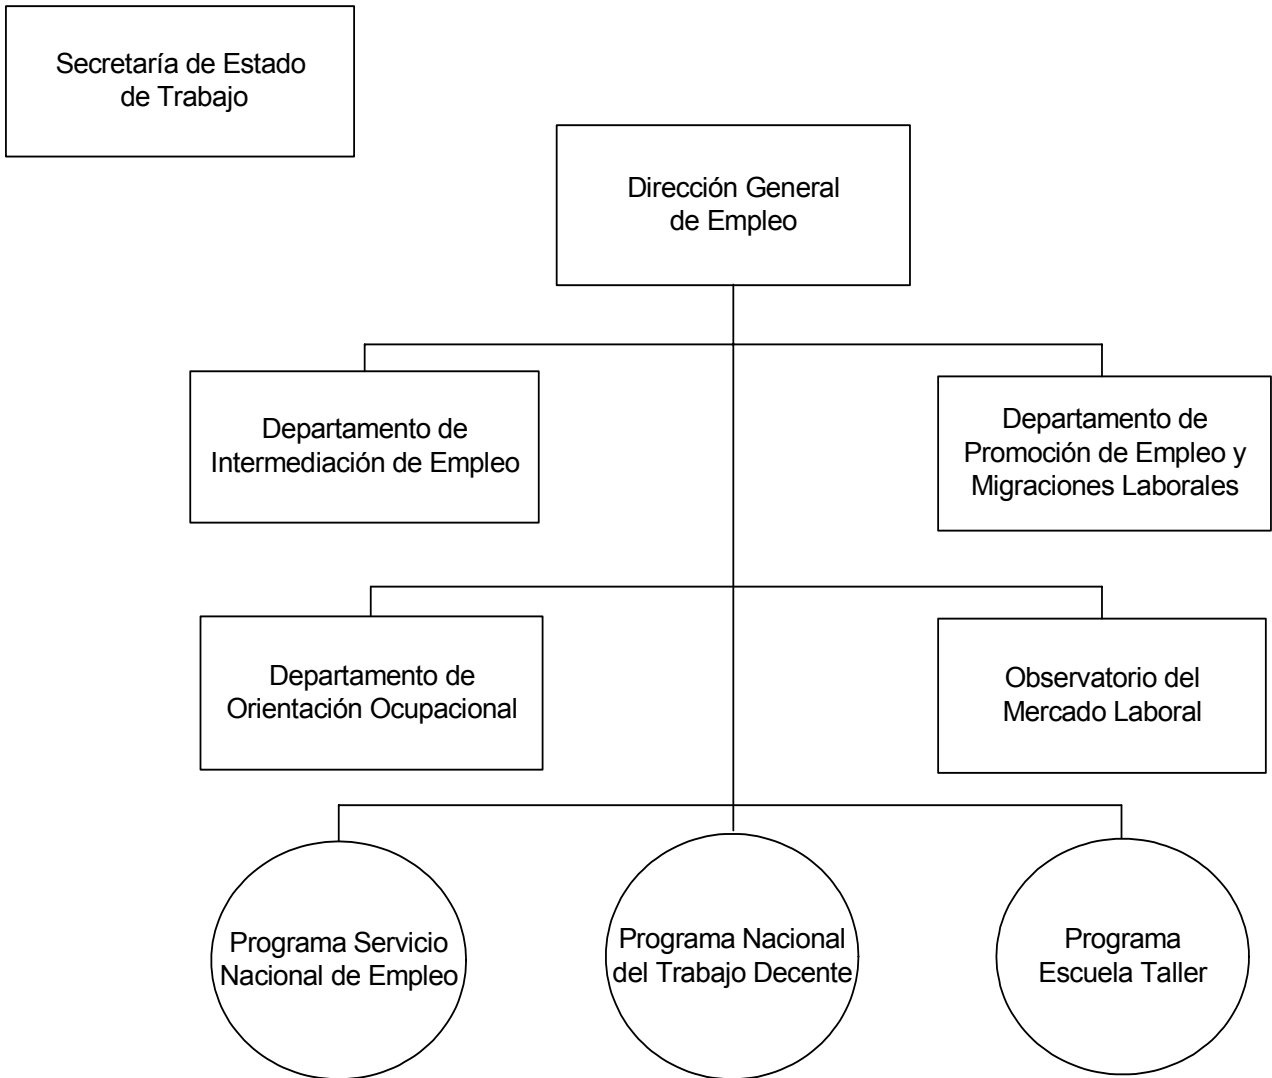 Secretaría de Estado
de Trabajo
Dirección General
de Empleo
Departamento de
Intermediación de Empleo
Departamento de
Promoción de Empleo y
Migraciones Laborales
Departamento de
Orientación Ocupacional
Observatorio del
Mercado Laboral
Programa Servicio
Nacional de Empleo
Programa Nacional
del Trabajo Decente
Programa
Escuela Taller